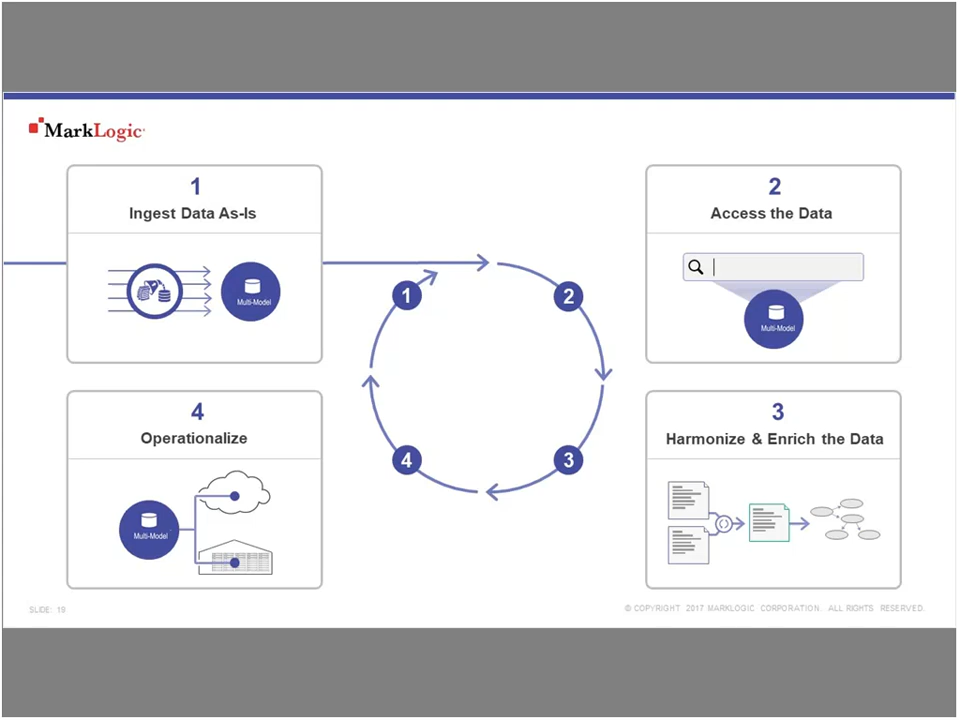 MarkLogic
1
Ingest Data As-Is
Multi-Model
2
Access the Data
Multi-Model
1
2
4
3
4
Operationalize
Multi-Model
3
Harmonize & Enrich the Data
SLIDE: 19
© COPYRIGHT 2017 MARKLOGIC CORPORATION. ALL RIGHTS RESERVED.